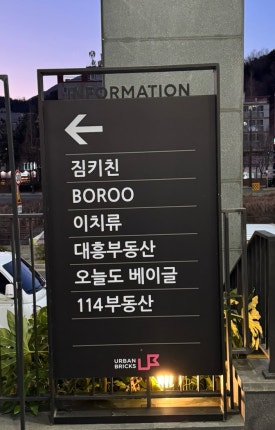 INFORMATION
짐키친
BOROO
이치류
대흥부동산
오늘도 베이글
114부동산
URBAN
BRICKS
UB